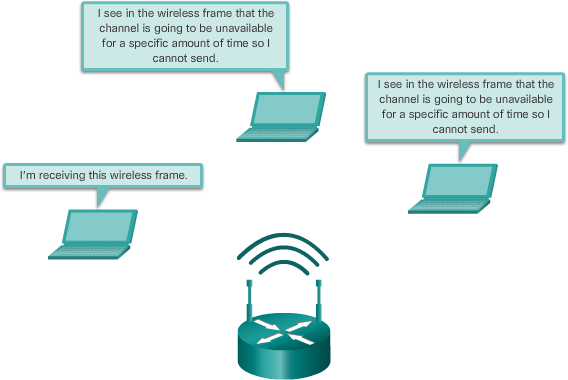 I see in the wireless frame that the
channel is going to be unavailable
for a specific amount of time so I
cannot send.
I see in the wireless frame that the
channel is going to be unavailable
for a specific amount of time so I
cannot send.
I'm receiving this wireless frame.